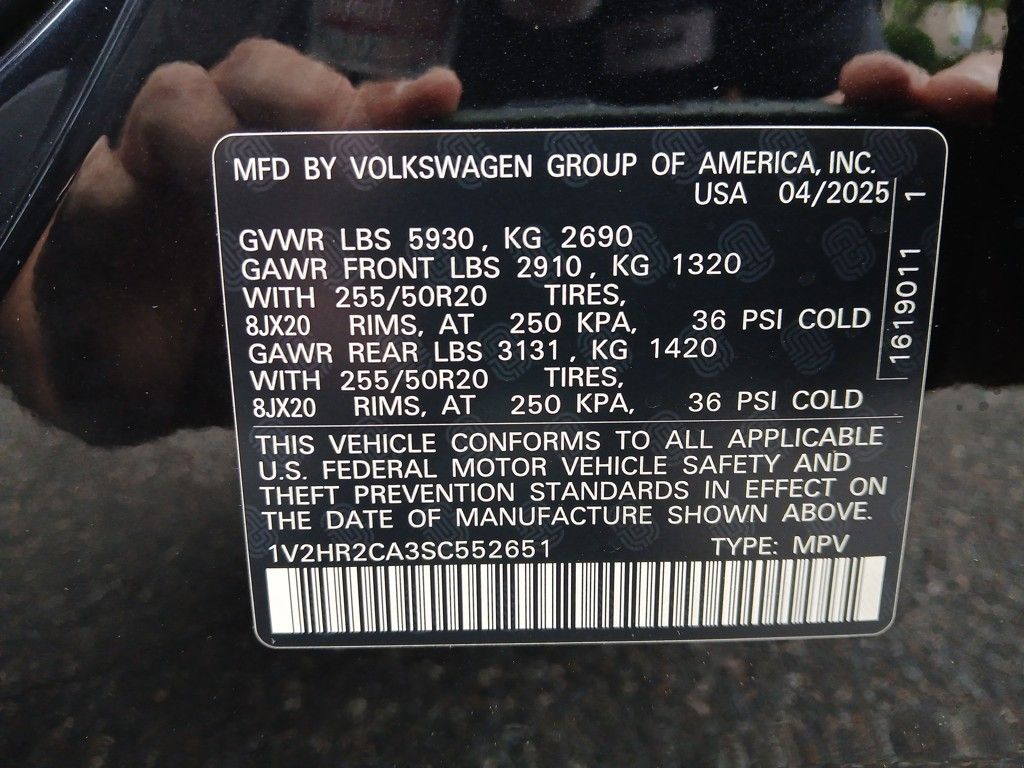 MFD BY VOLKSWAGEN GROUP OF AMERICA, INC.
USA 04/2025
GVWR LBS 5930, KG 2690
GAWR FRONT LBS 2910, KG 1320
WITH 255/50R20 TIRES,
8JX20 RIMS, AT 250 KPA, 36 PSI COLD
GAWR REAR LBS 3131, KG 1420
WITH 255/50R20 TIRES,
8JX20 RIMS, AT 250 KPA, 36 PSI COLD
1619011 1
THIS VEHICLE CONFORMS TO ALL APPLICABLE
U.S. FEDERAL MOTOR VEHICLE SAFETY AND
THEFT PREVENTION STANDARDS IN EFFECT ON
THE DATE OF MANUFACTURE SHOWN ABOVE.
1V2HR2CA3SC552651 TYPE: MPV